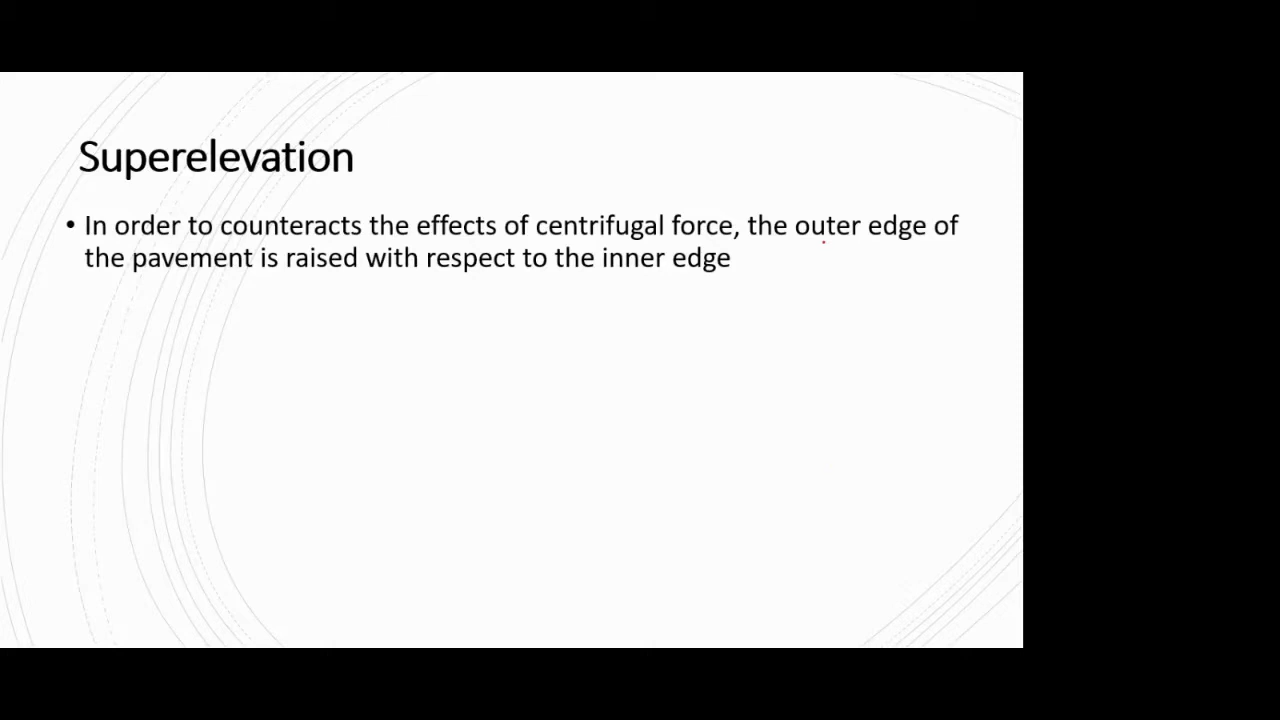 Superelevation
• In order to counteracts the effects of centrifugal force, the outer edge of
the pavement is raised with respect to the inner edge